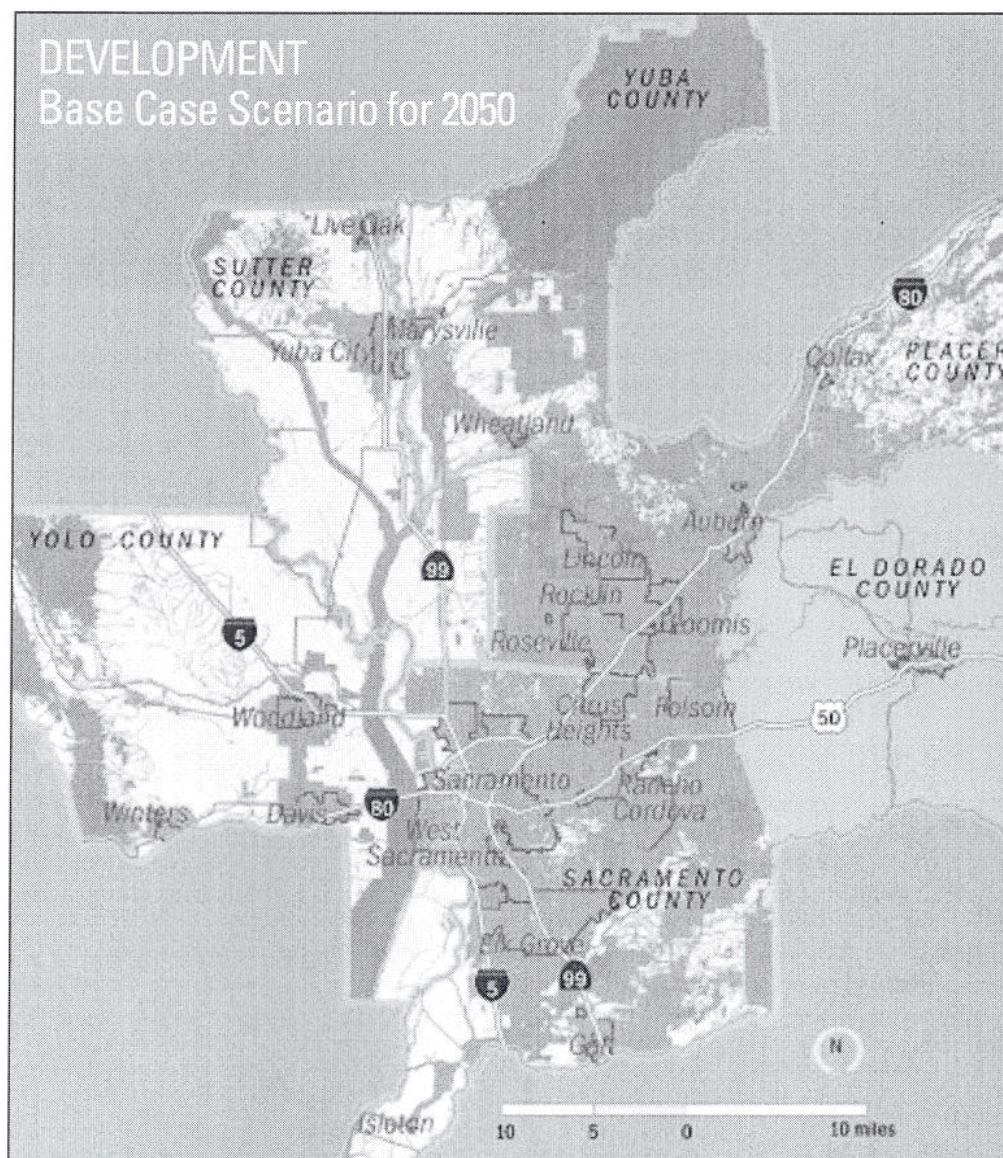 DEVELOPMENT
Base Case Scenario for 2050
YUBA
COUNTY
Live Oak
SUTTER
COUNTY
80
Marysville
Yuba City
Colfax
PLACER
COUNTY
Wheatland
Auburn
YOLO COUNTY
Lincoln
99
EL DORADO
COUNTY
Rocklin
5
Roseville
Loomis
Placerville
Woodland
Citrus
Heights
Folsom
50
Sacramento
Rancho
Cordova
Winters
Davis
80
West
Sacramento
SACRAMENTO
COUNTY
Elk Grove
5
99
Galt
N
Isleton
10 5 0 10 miles